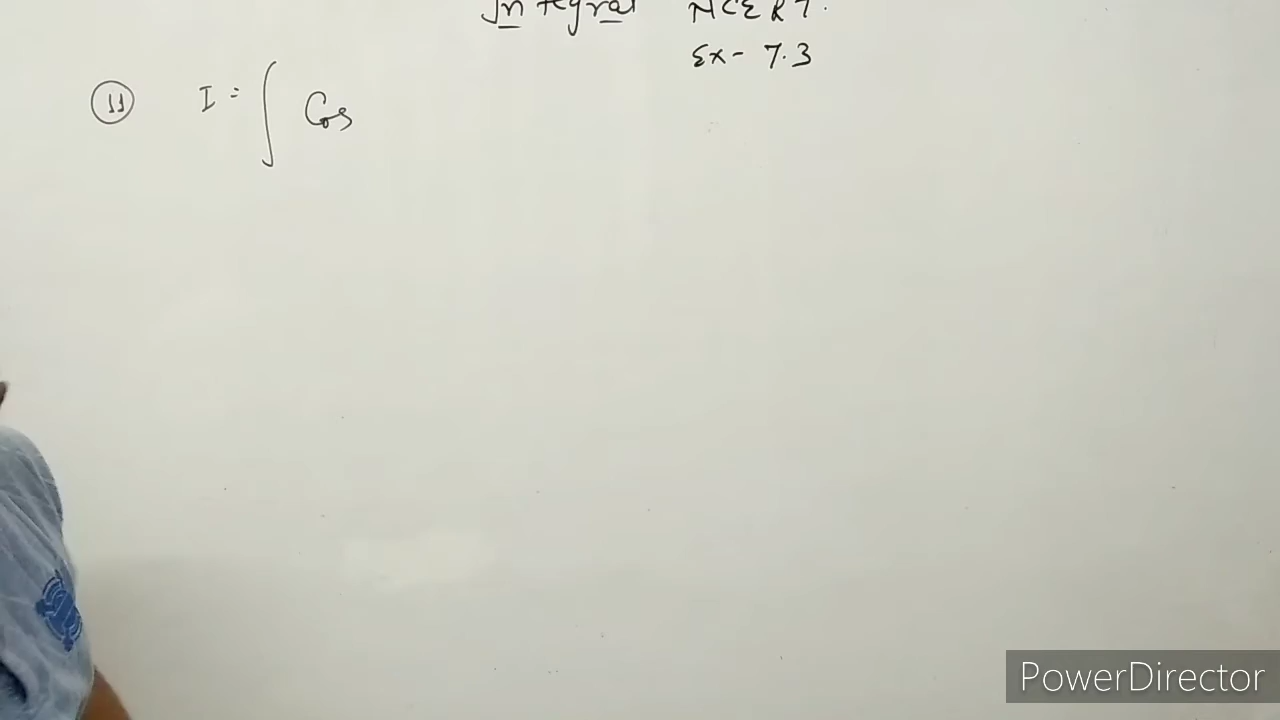 Integral NCERT.
Ex- 7.3
11 I = ∫ Cos
PowerDirector